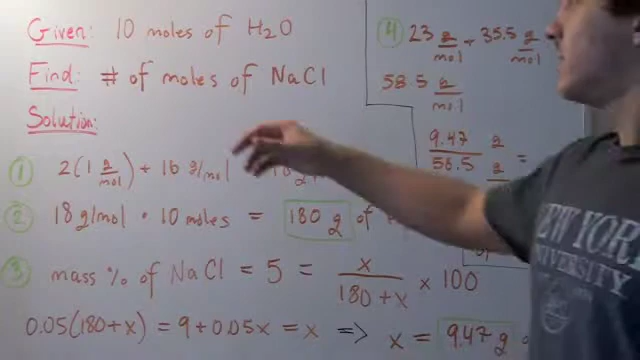 Given: 10 moles of H2O
Find: # of moles of NaCl
Solution:
① 2(1 g/mol) + 16 g/mol
② 18 g/mol · 10 moles = 180 g of
③ mass % of NaCl = 5 = x/(180+x) × 100
0.05(180+x) = 9 + 0.05x = x ⟹ x = 9.47 g
④ 23 g/mol + 35.5 g/mol
58.5 g/mol
9.47 g
58.5 g =
NEW YORK
UNIVERSITY